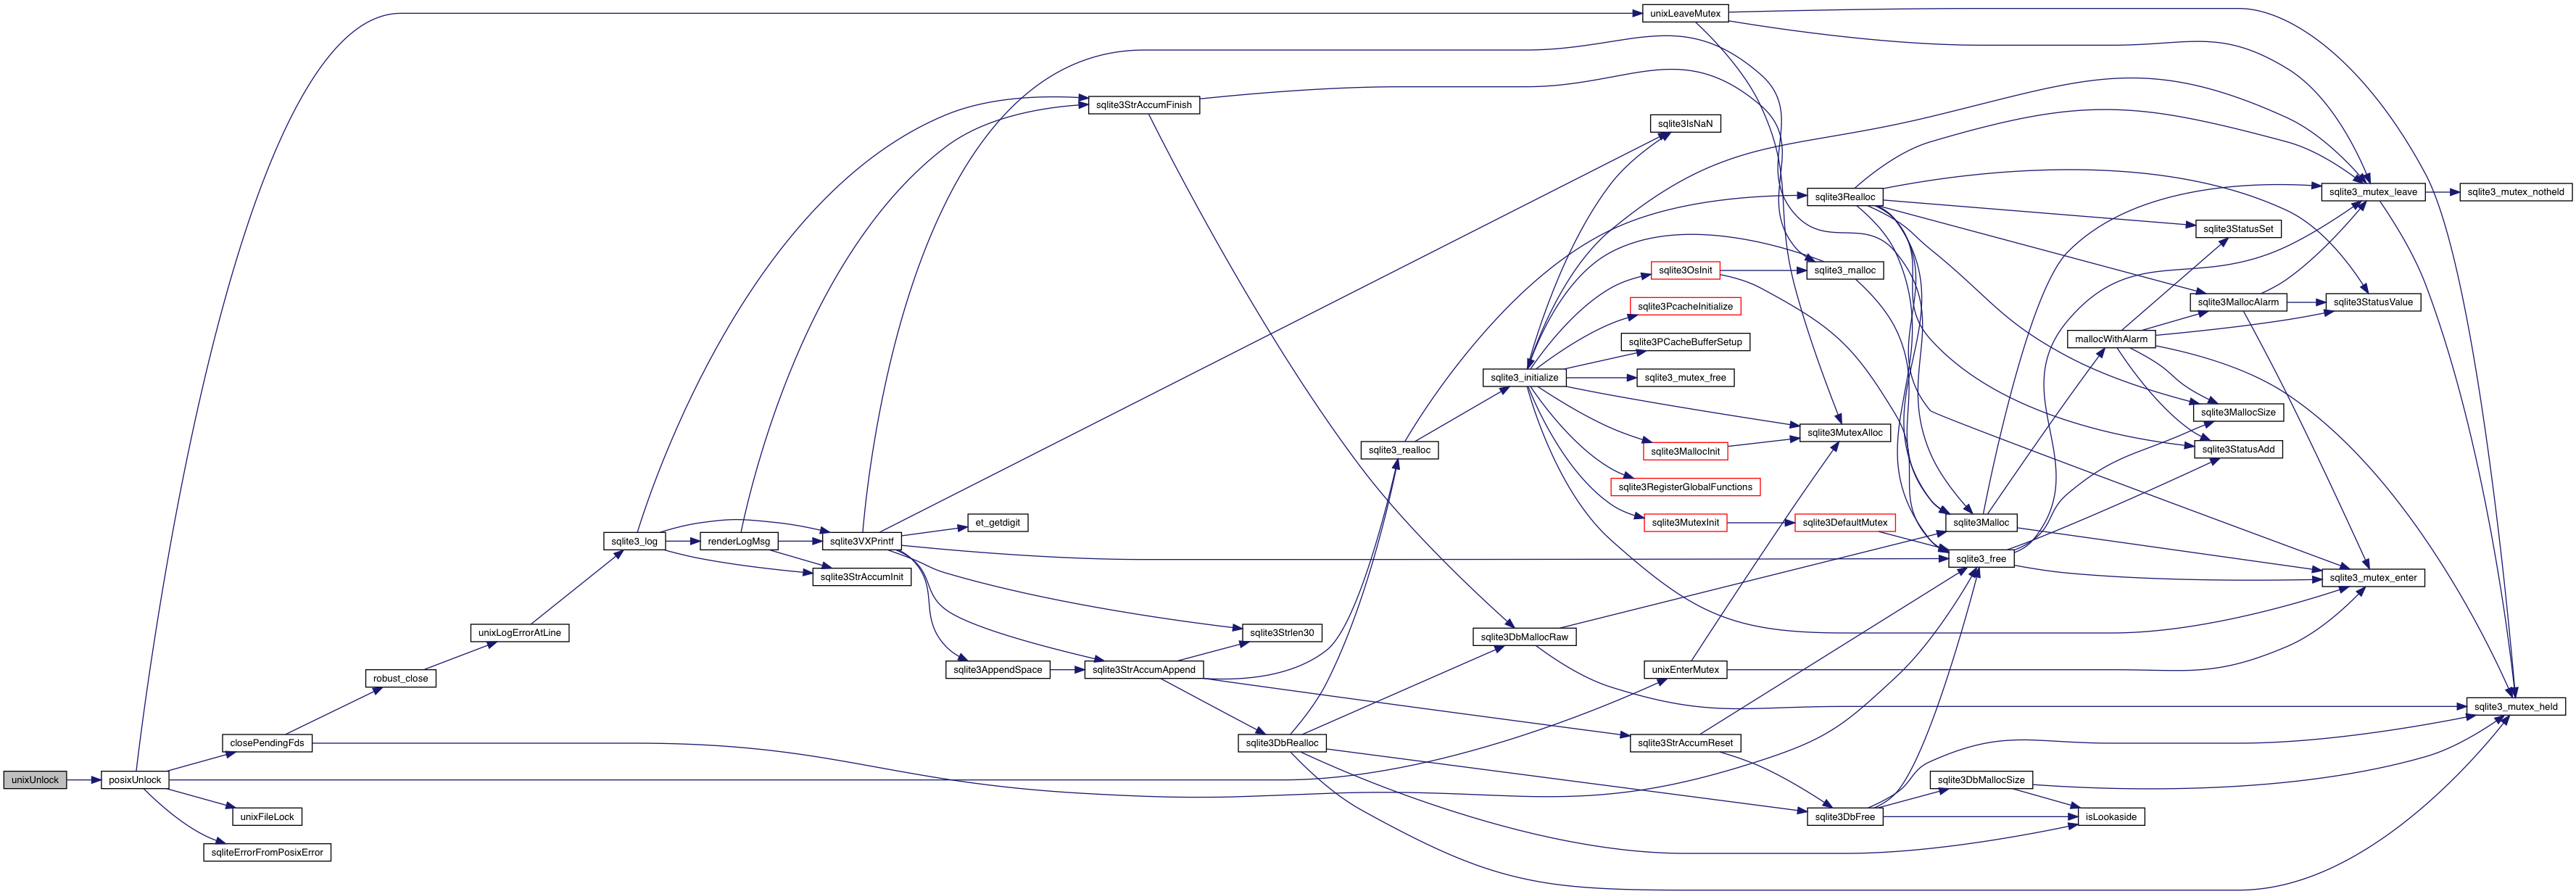 unixUnlock
posixUnlock
closePendingFds
unixFileLock
sqliteErrorFromPosixError
robust_close
unixLogErrorAtLine
sqlite3_log
renderLogMsg
sqlite3VXPrintf
sqlite3StrAccumInit
et_getdigit
sqlite3AppendSpace
sqlite3StrAccumFinish
sqlite3StrAccumAppend
sqlite3Strlen30
sqlite3DbRealloc
sqlite3_realloc
sqlite3_initialize
sqlite3DbMallocRaw
unixLeaveMutex
sqlite3IsNaN
sqlite3OsInit
sqlite3PcacheInitialize
sqlite3PCacheBufferSetup
sqlite3_mutex_free
sqlite3MallocInit
sqlite3RegisterGlobalFunctions
sqlite3MutexInit
unixEnterMutex
sqlite3StrAccumReset
sqlite3Realloc
sqlite3_malloc
sqlite3MutexAlloc
sqlite3DefaultMutex
sqlite3DbFree
sqlite3Malloc
sqlite3_free
sqlite3DbMallocSize
mallocWithAlarm
isLookaside
sqlite3StatusSet
sqlite3MallocAlarm
sqlite3MallocSize
sqlite3StatusAdd
sqlite3_mutex_leave
sqlite3StatusValue
sqlite3_mutex_enter
sqlite3_mutex_notheld
sqlite3_mutex_held